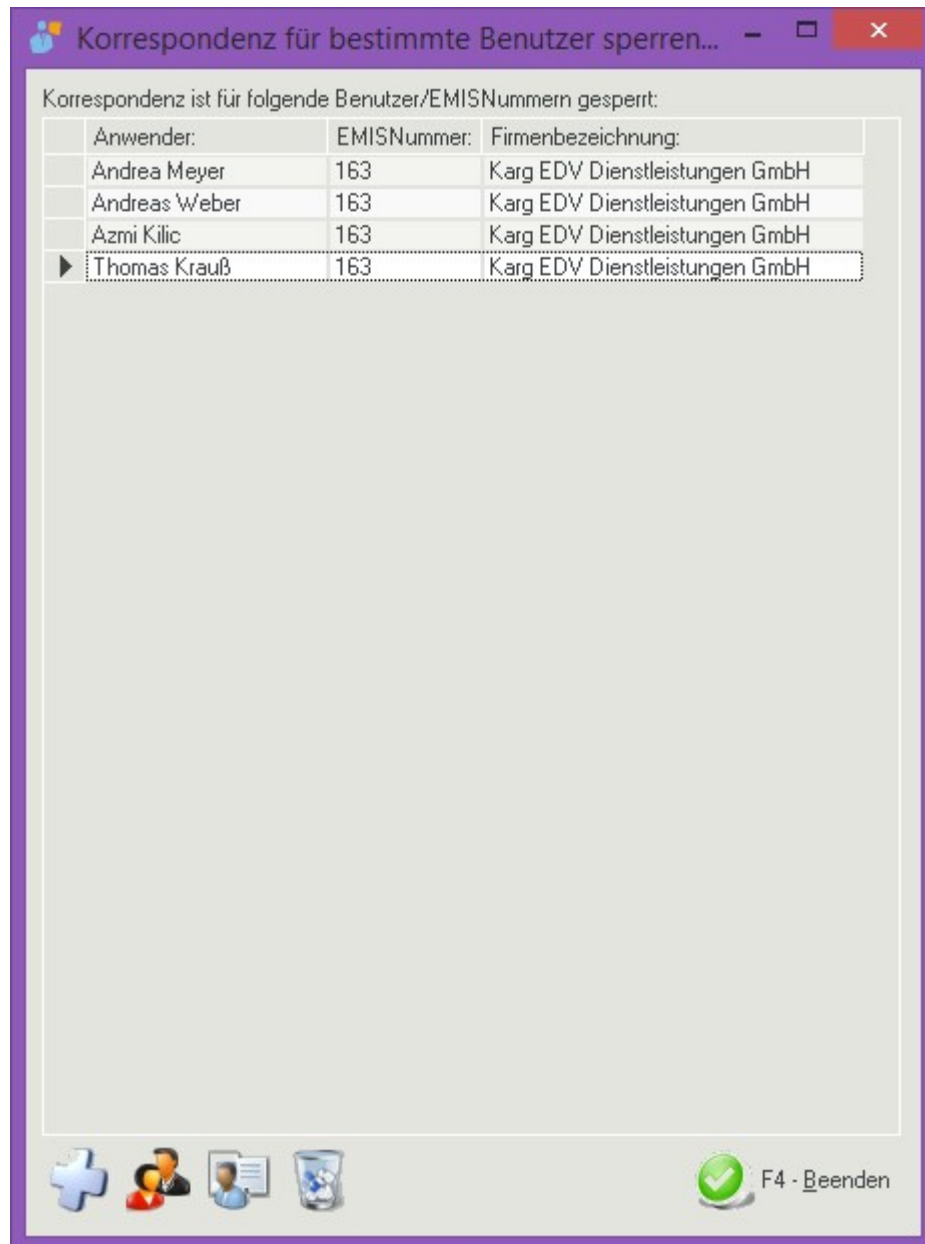 Korrespondenz für bestimmte Benutzer sperren...
Korrespondenz ist für folgende Benutzer/EMISNummern gesperrt:
Anwender: EMISNummer: Firmenbezeichnung:
Andrea Meyer 163 Karg EDV Dienstleistungen GmbH
Andreas Weber 163 Karg EDV Dienstleistungen GmbH
Azmi Kilic 163 Karg EDV Dienstleistungen GmbH
Thomas Krauß 163 Karg EDV Dienstleistungen GmbH
F4 - Beenden